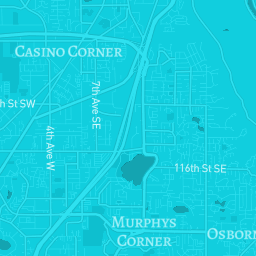 Casino Corner
7th Ave SE
h St SW
4th Ave W
116th St SE
Murphys
Corner
Osborn